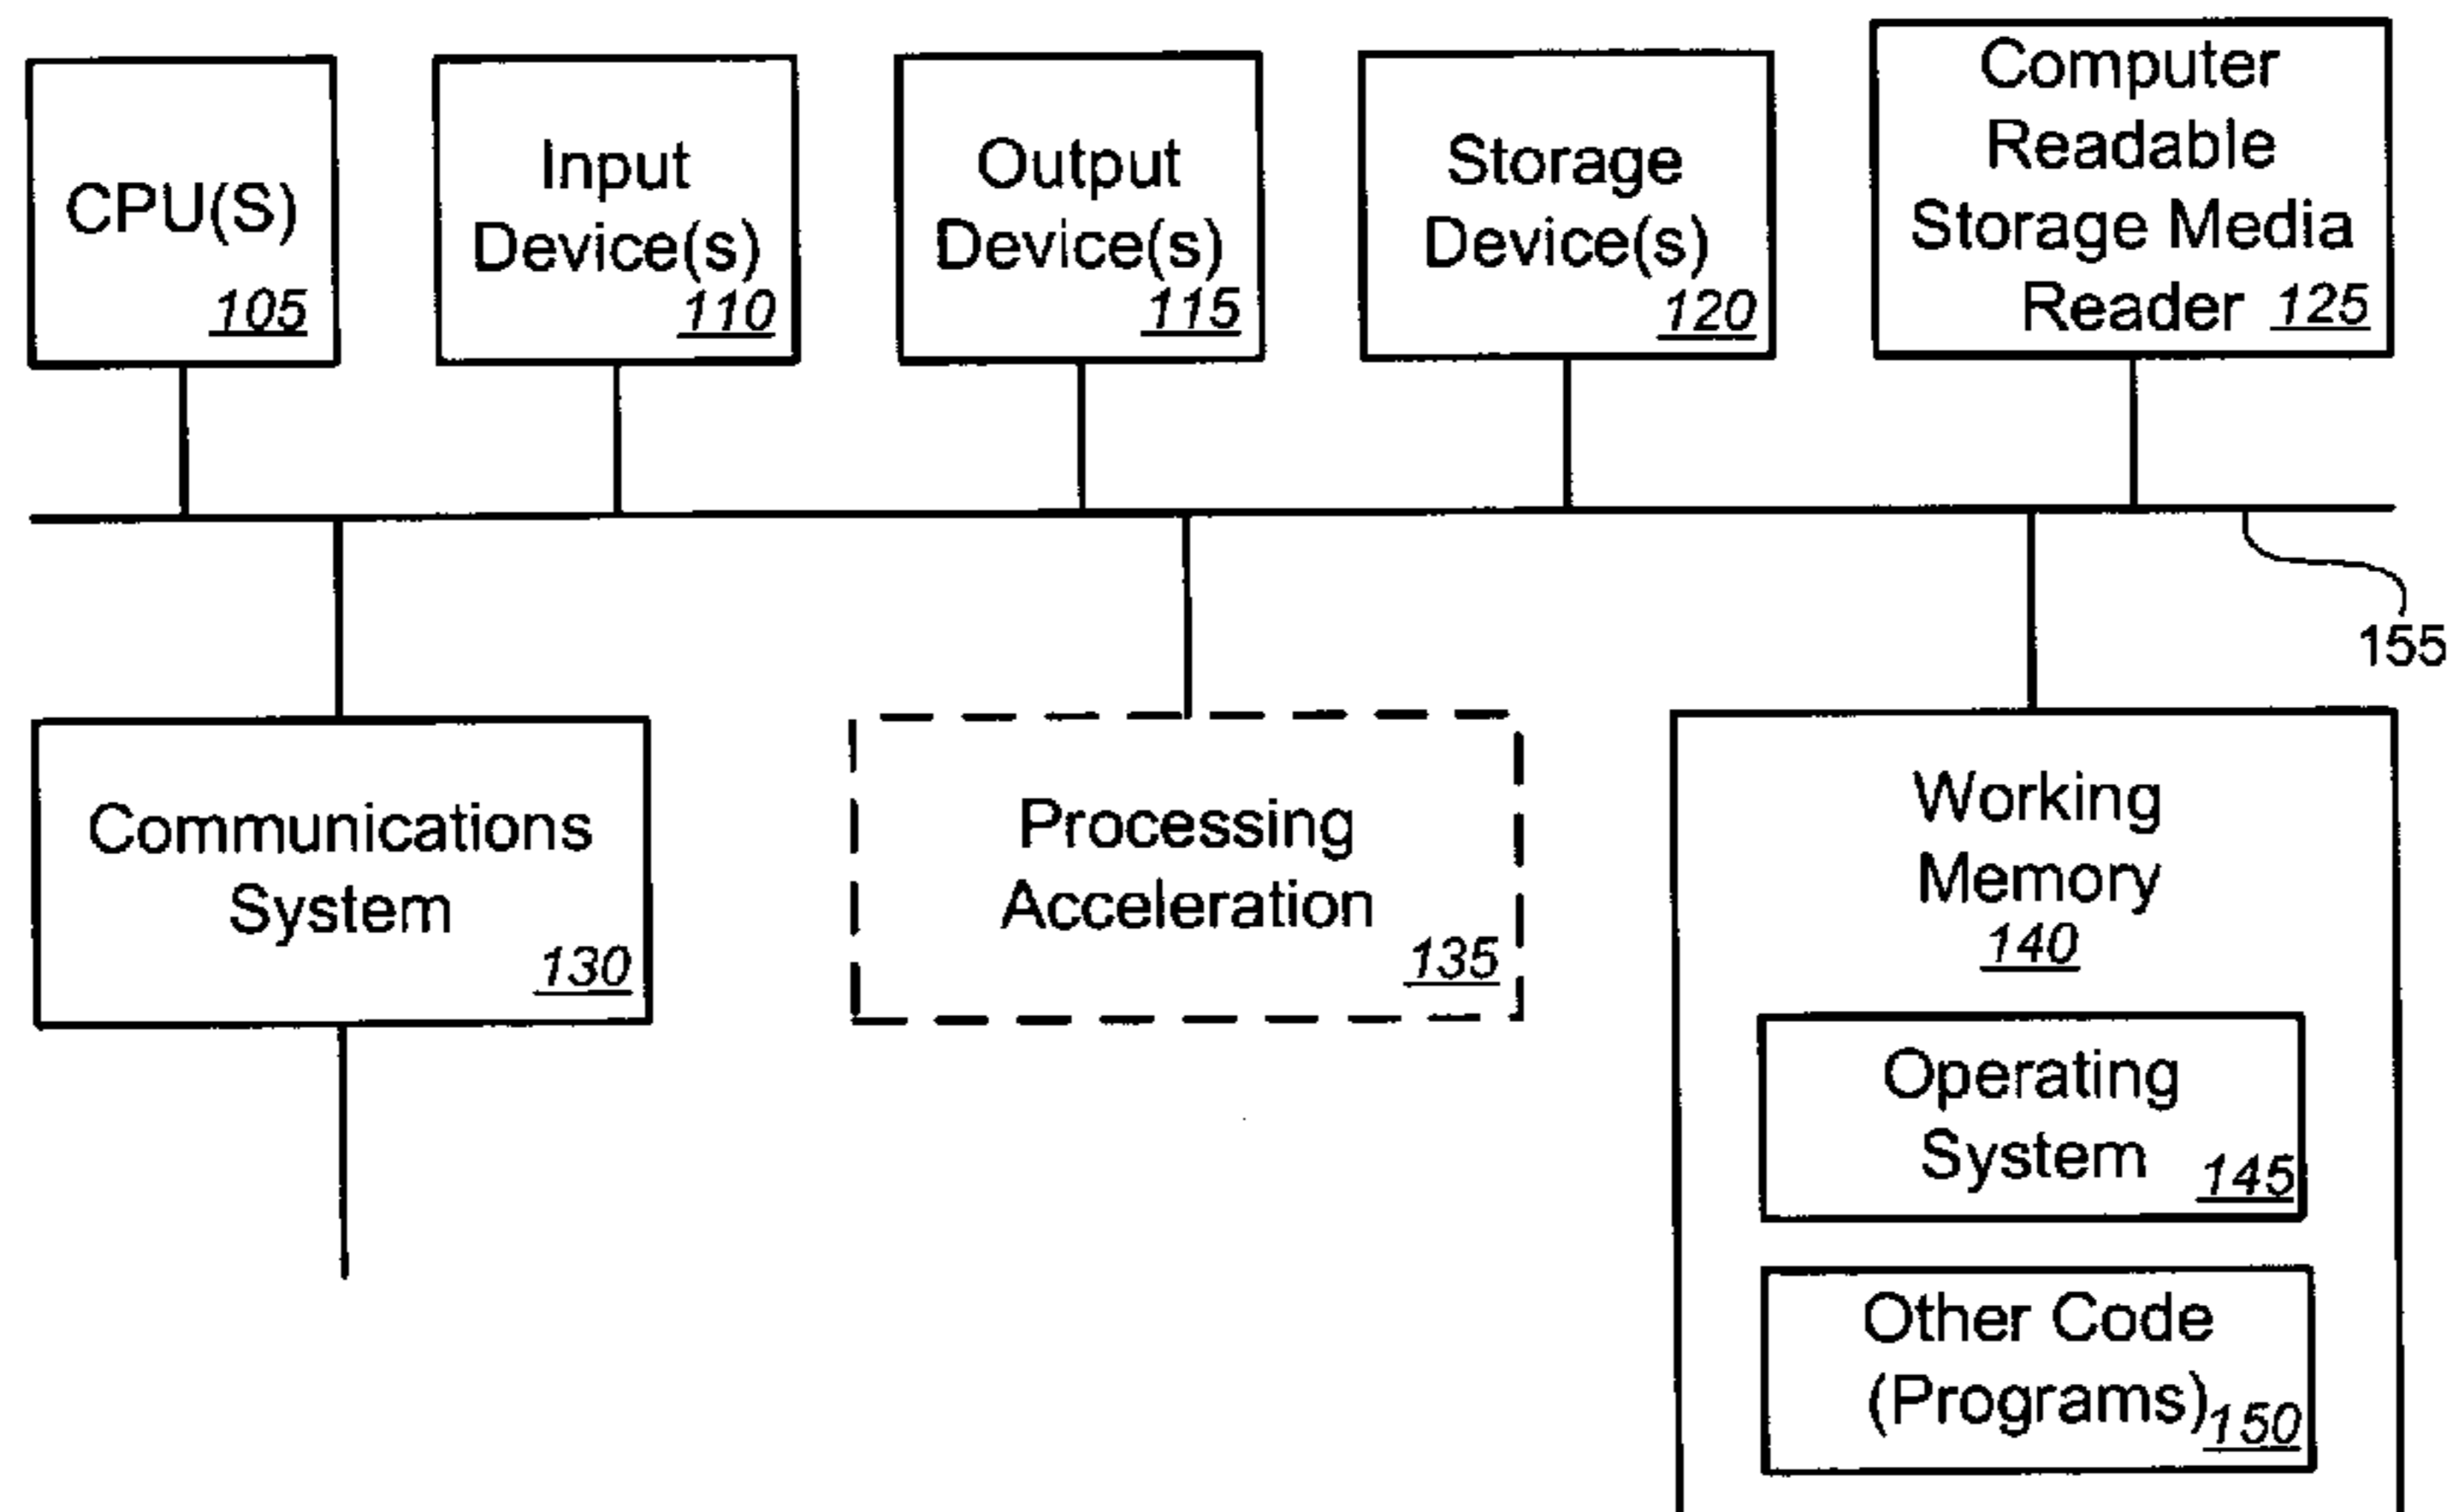 CPU(S)
105
Input
Device(s)
110
Output
Device(s)
115
Storage
Device(s)
120
Computer
Readable
Storage Media
Reader 125
155
Communications
System
130
Processing
Acceleration
135
Working
Memory
140
Operating
System
145
Other Code
(Programs)
150